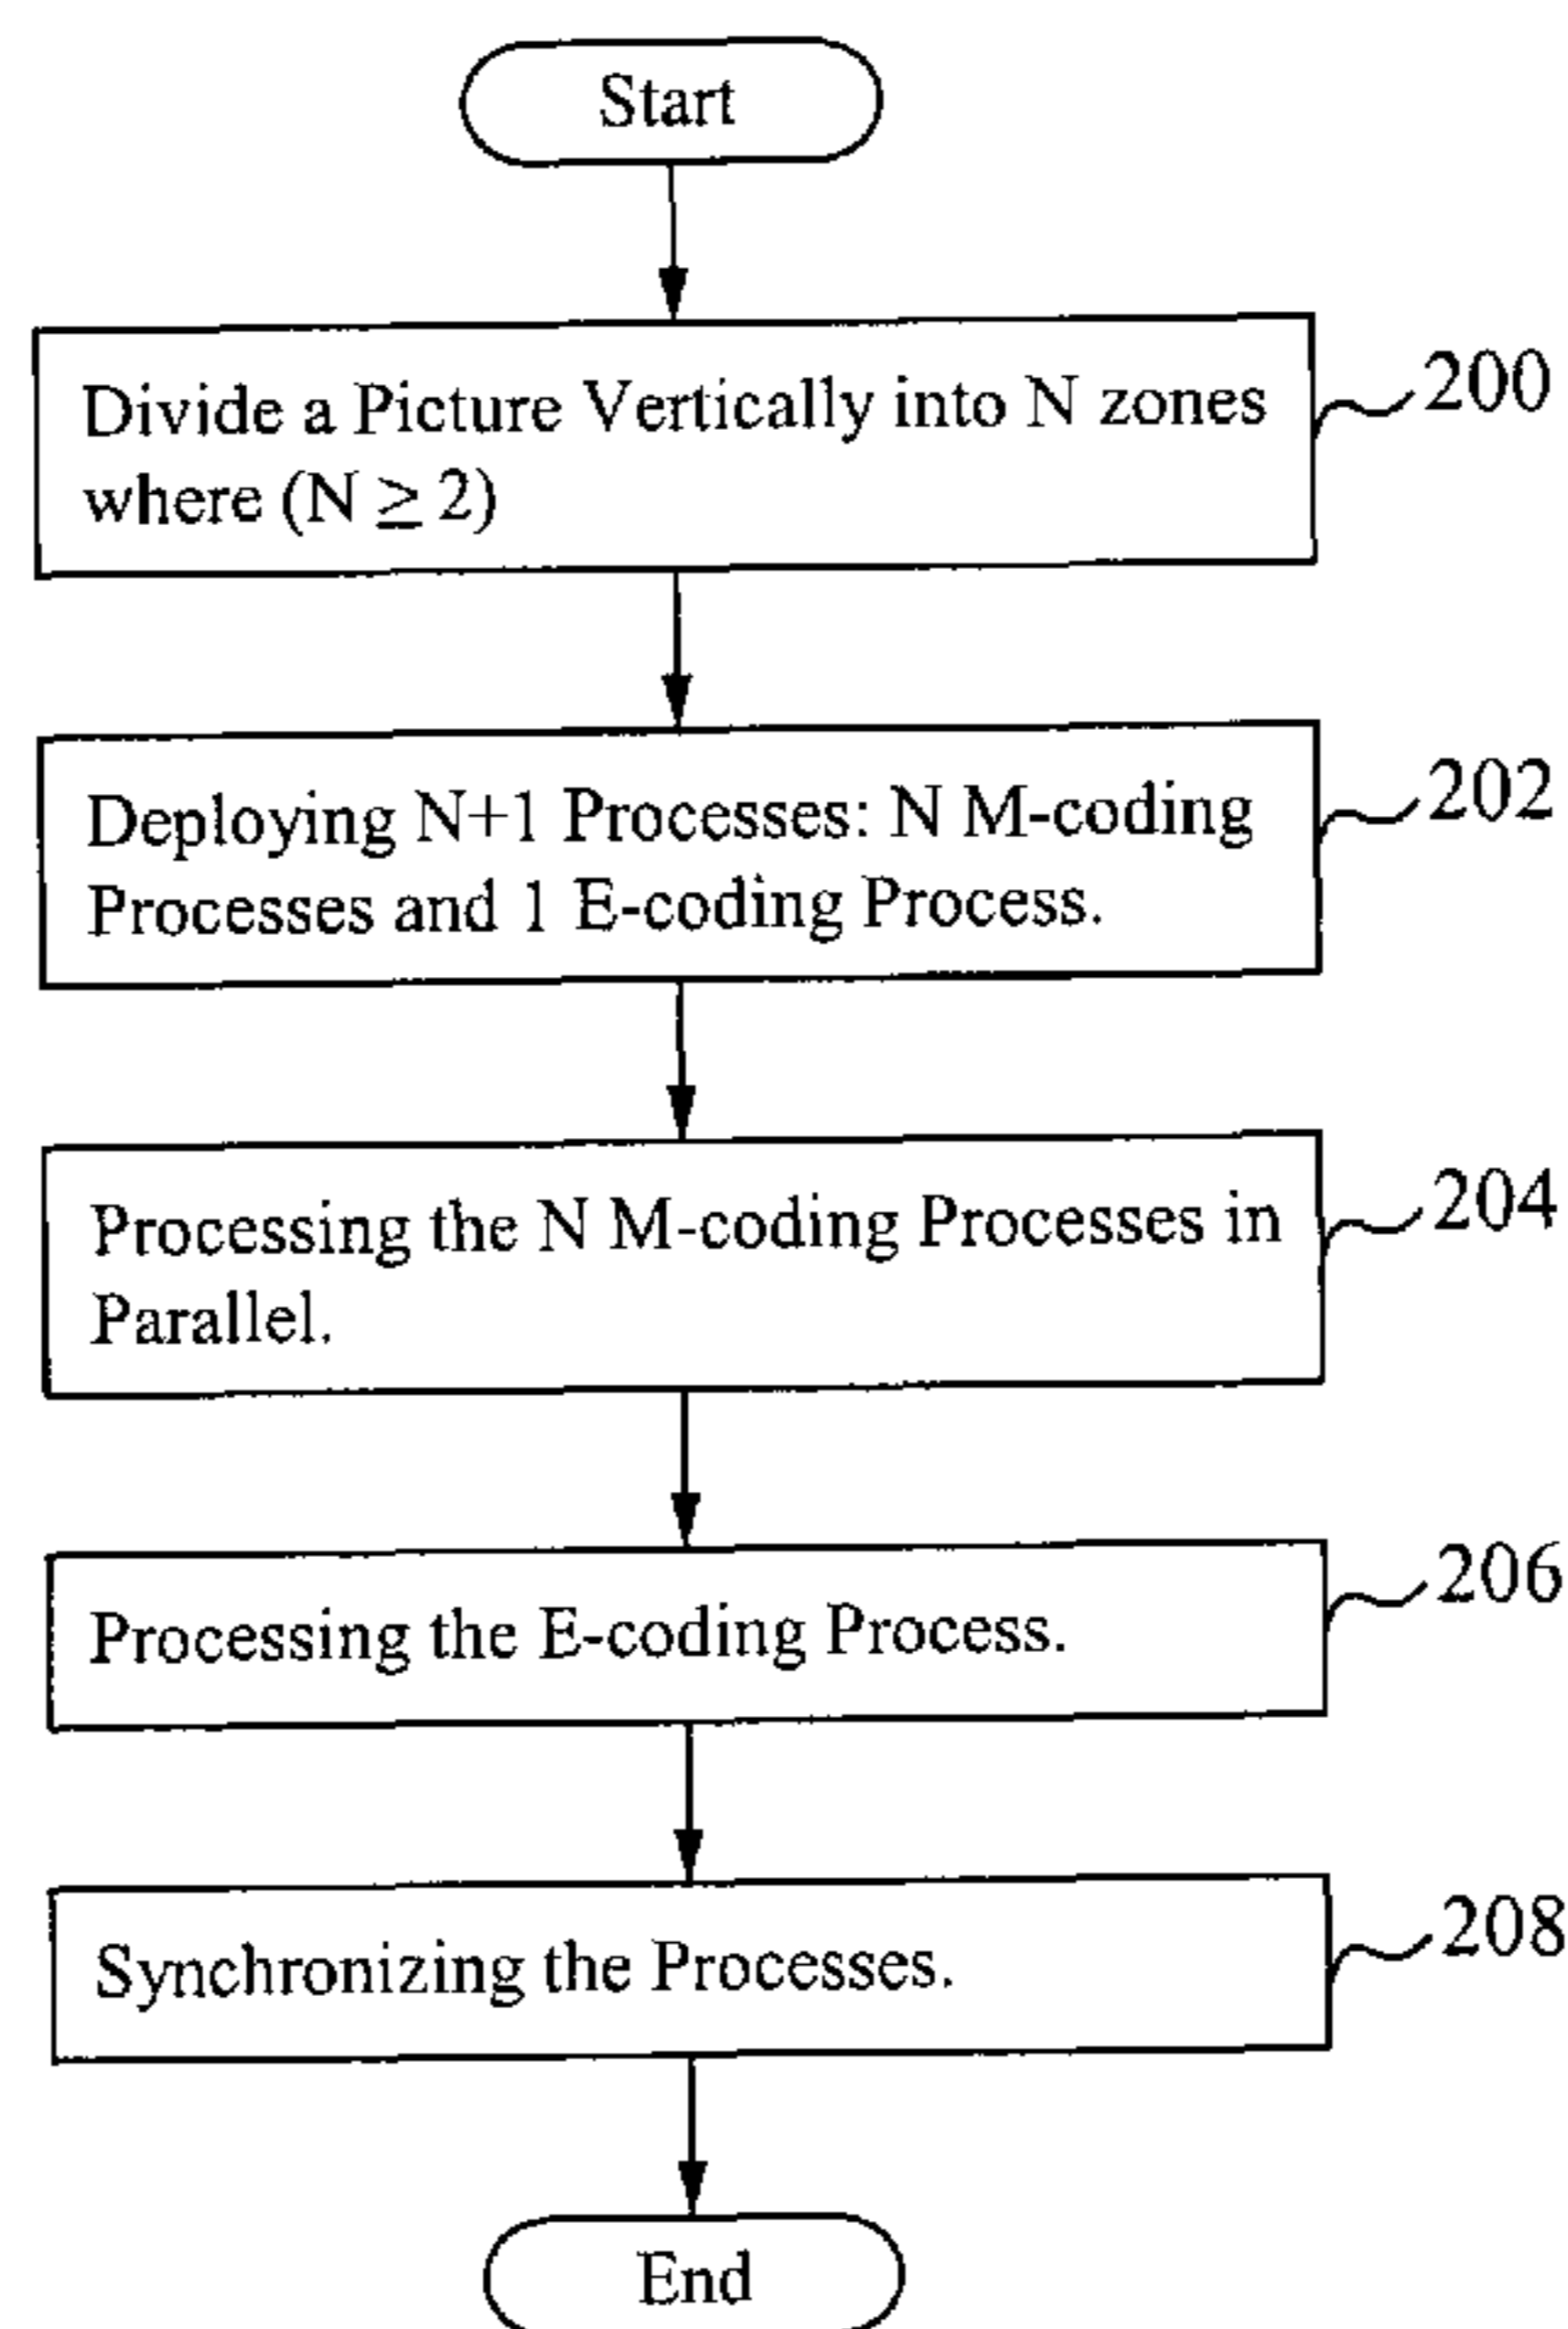 Start
Divide a Picture Vertically into N zones
where (N ≥ 2)
200
Deploying N+1 Processes: N M-coding
Processes and 1 E-coding Process.
202
Processing the N M-coding Processes in
Parallel.
204
Processing the E-coding Process.
206
Synchronizing the Processes.
208
End